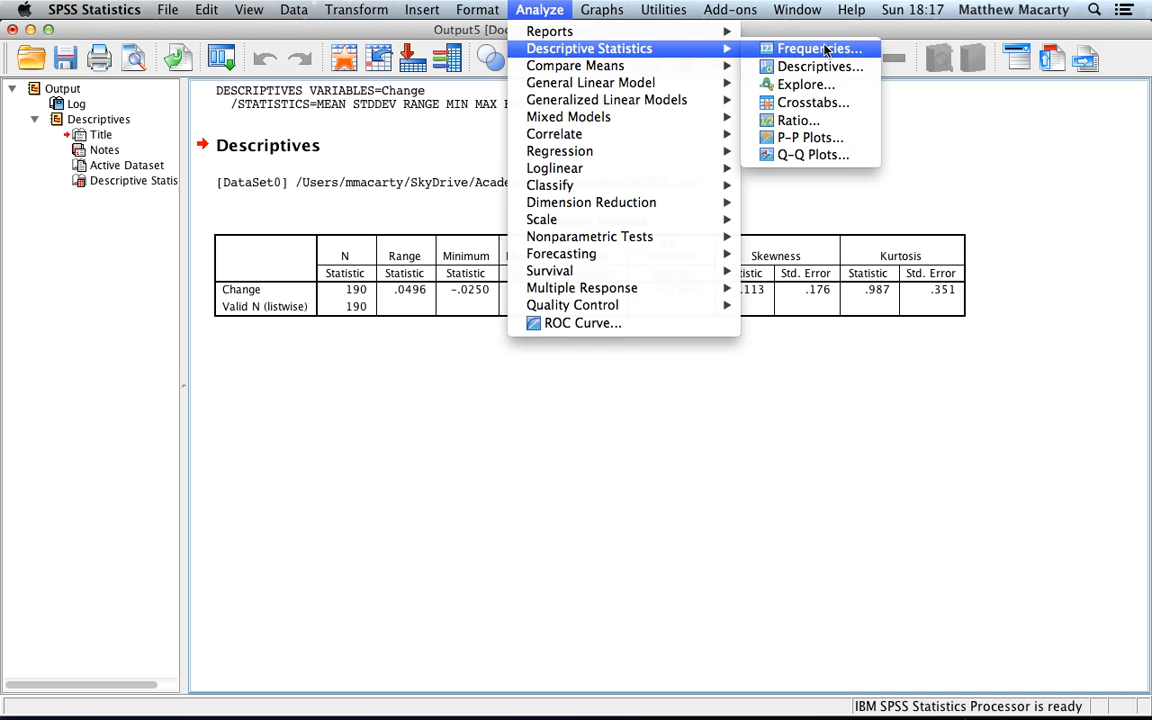 SPSS Statistics File Edit View Data Transform Insert Format Analyze Graphs Utilities Add-ons Window Help Sun 18:17 Matthew Macarty
Output5 [Doc
Reports
Descriptive Statistics
Compare Means
General Linear Model
Generalized Linear Models
Mixed Models
Correlate
Regression
Loglinear
Classify
Dimension Reduction
Scale
Nonparametric Tests
Forecasting
Survival
Multiple Response
Quality Control
ROC Curve...
Frequencies...
Descriptives...
Explore...
Crosstabs...
Ratio...
P-P Plots...
Q-Q Plots...
Output
Log
Descriptives
Title
Notes
Active Dataset
Descriptive Statis
DESCRIPTIVES VARIABLES=Change
/STATISTICS=MEAN STDDEV RANGE MIN MAX
Descriptives
[DataSet0] /Users/mmacarty/SkyDrive/Acade
N Range Minimum Skewness Kurtosis
Statistic Statistic Statistic tistic Std. Error Statistic Std. Error
Change 190 .0496 -.0250 .113 .176 .987 .351
Valid N (listwise) 190
IBM SPSS Statistics Processor is ready